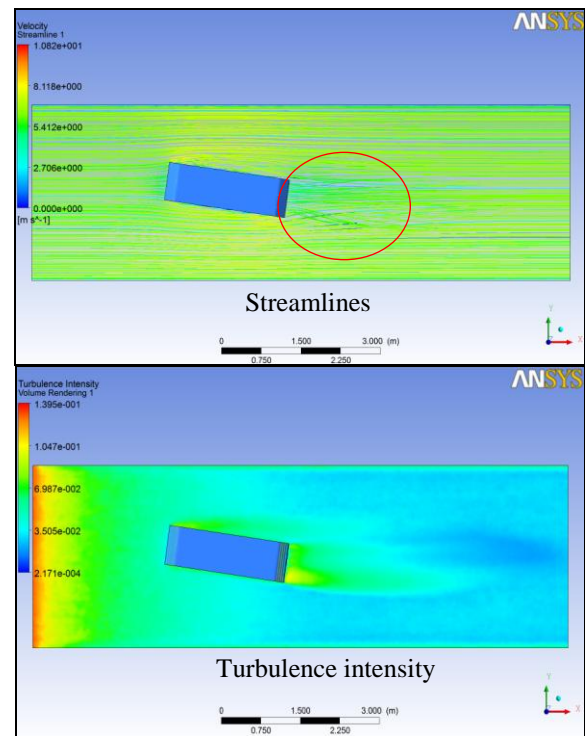 Velocity
Streamline 1
ANSYS
1.082e+001
8.118e+000
5.412e+000
2.706e+000
0.000e+000
[m s^-1]
Streamlines
0 1.500 3.000 (m)
0.750 2.250
Y
X
Turbulence Intensity
Volume Rendering 1
ANSYS
1.395e-001
1.047e-001
6.987e-002
3.505e-002
2.171e-004
Turbulence intensity
0 1.500 3.000 (m)
0.750 2.250
Y
X